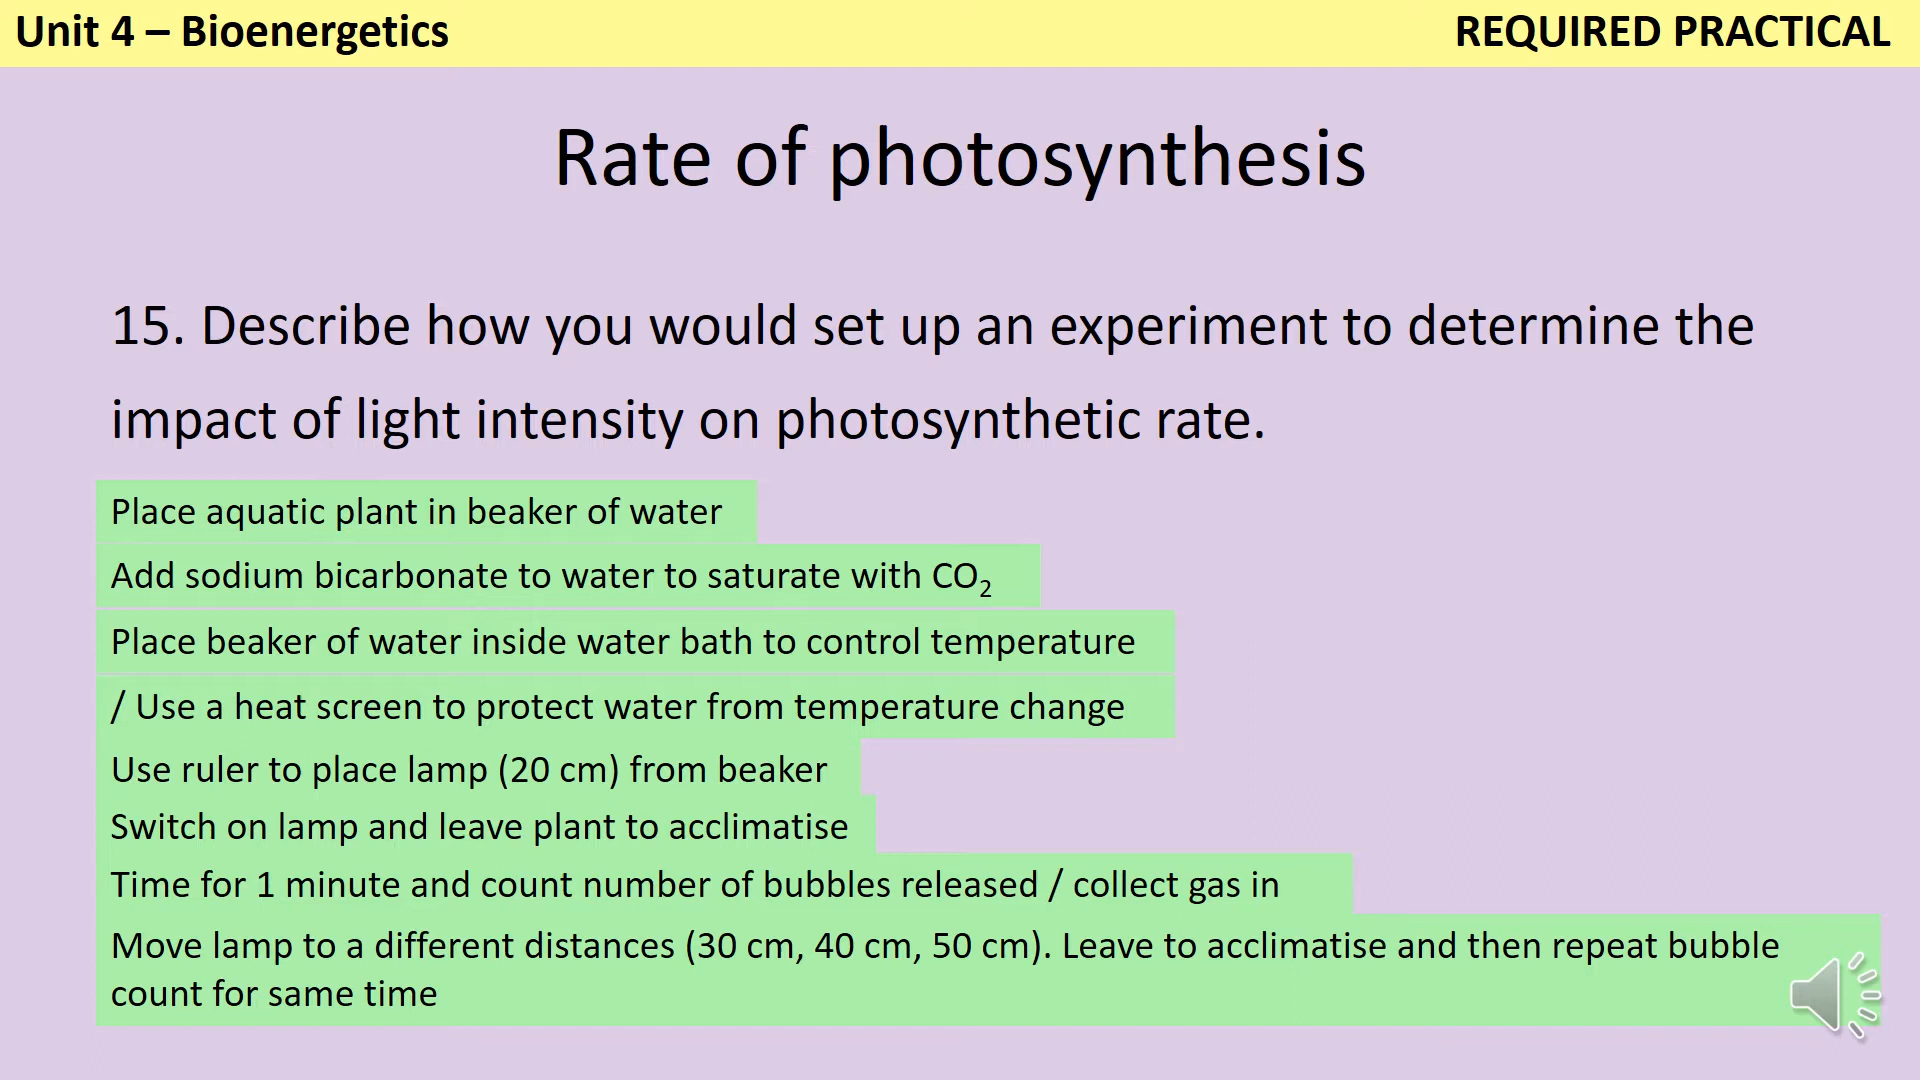 Unit 4 – Bioenergetics
REQUIRED PRACTICAL
Rate of photosynthesis
15. Describe how you would set up an experiment to determine the
impact of light intensity on photosynthetic rate.
Place aquatic plant in beaker of water
Add sodium bicarbonate to water to saturate with CO₂
Place beaker of water inside water bath to control temperature
/ Use a heat screen to protect water from temperature change
Use ruler to place lamp (20 cm) from beaker
Switch on lamp and leave plant to acclimatise
Time for 1 minute and count number of bubbles released / collect gas in
Move lamp to a different distances (30 cm, 40 cm, 50 cm). Leave to acclimatise and then repeat bubble
count for same time